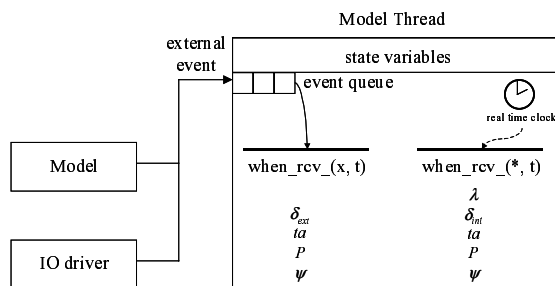 Model Thread
external
event
state variables
event queue
real time clock
Model
when_rcv_(x, t)
when_rcv_(*, t)
λ
δext
δint
ta
ta
IO driver
P
P
ψ
ψ